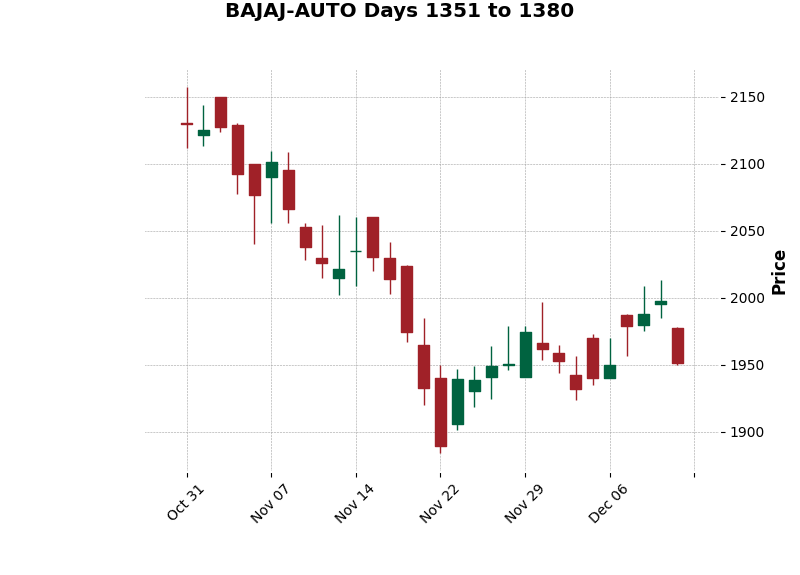 BAJAJ-AUTO Days 1351 to 1380
2150
2100
2050
2000
1950
1900
Price
Oct 31
Nov 07
Nov 14
Nov 22
Nov 29
Dec 06